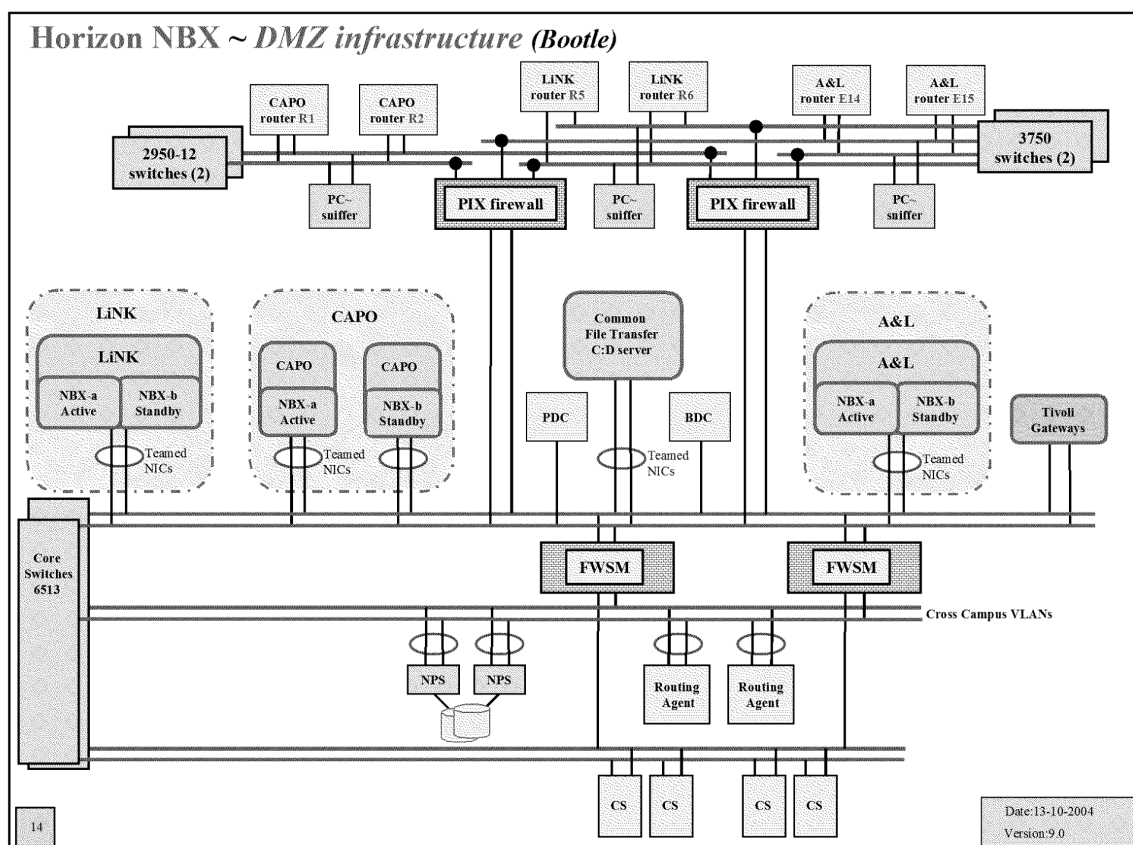 Horizon NBX ~ DMZ infrastructure (Bootle)
CAPO
router R1
CAPO
router R2
LiNK
router R5
LiNK
router R6
A&L
router E14
A&L
router E15
2950-12
switches (2)
3750
switches (2)
PC~
sniffer
PIX firewall
PC~
sniffer
PIX firewall
PC~
sniffer
LiNK
LiNK
NBX-a
Active
NBX-b
Standby
Teamed
NICs
CAPO
CAPO
NBX-a
Active
CAPO
NBX-b
Standby
Teamed
NICs
Common
File Transfer
C:D server
PDC
BDC
Teamed
NICs
A&L
A&L
NBX-a
Active
NBX-b
Standby
Teamed
NICs
Tivoli
Gateways
Core
Switches
6513
FWSM
FWSM
Cross Campus VLANs
NPS
NPS
Routing
Agent
Routing
Agent
CS
CS
CS
CS
14
Date:13-10-2004
Version:9.0